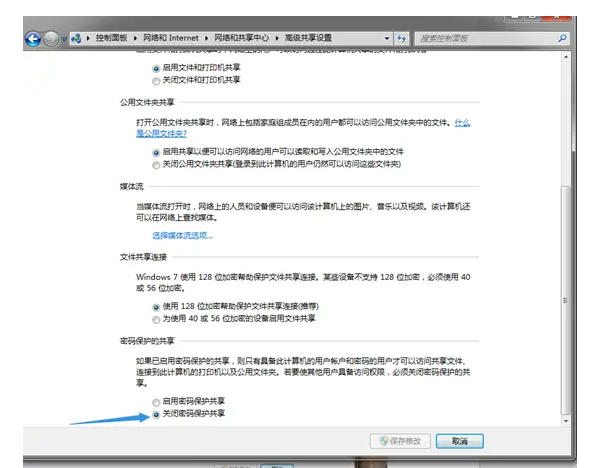 控制面板 ▸ 网络和 Internet ▸ 网络和共享中心 ▸ 高级共享设置
搜索控制面板
启用文件和打印机共享
关闭文件和打印机共享
公用文件夹共享
打开公用文件夹共享时，网络上包括家庭组成员在内的用户都可以访问公用文件夹中的文件。什么
是公用文件夹?
启用共享以便可以访问网络的用户可以读取和写入公用文件夹中的文件
关闭公用文件夹共享(登录到此计算机的用户仍然可以访问这些文件夹)
媒体流
当媒体流打开时，网络上的人员和设备便可以访问该计算机上的图片、音乐以及视频。该计算机还
可以在网络上查找媒体。
选择媒体流选项...
文件共享连接
Windows 7 使用 128 位加密帮助保护文件共享连接。某些设备不支持 128 位加密，必须使用 40
或 56 位加密。
使用 128 位加密帮助保护文件共享连接(推荐)
为使用 40 或 56 位加密的设备启用文件共享
密码保护的共享
如果已启用密码保护的共享，则只有具备此计算机的用户帐户和密码的用户才可以访问共享文件、
连接到此计算机的打印机以及公用文件夹。若要使其他用户具备访问权限，必须关闭密码保护的共
享。
启用密码保护共享
关闭密码保护共享
保存修改
取消